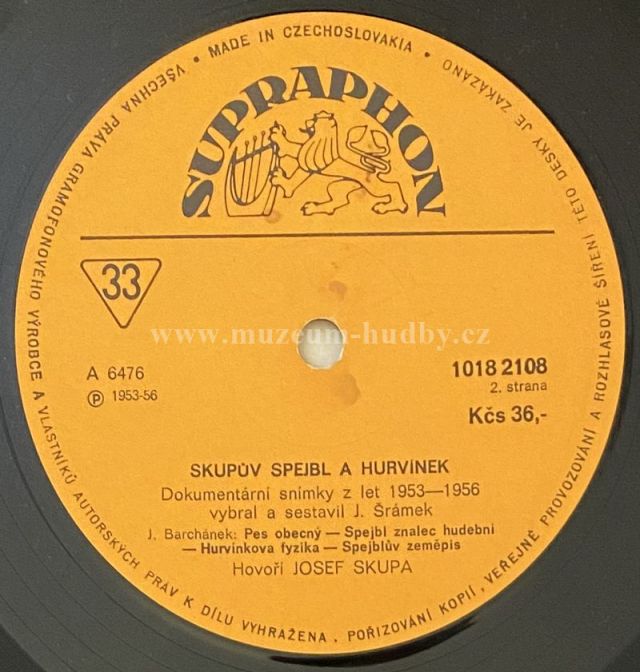 VŠECHNA PRÁVA GRAMOFONOVÉHO VÝROBCE A VLASTNÍKŮ AUTORSKÝCH PRÁV K DÍLU VYHRAŽENA. POŘIZOVÁNÍ KOPIÍ, VEŘEJNÉ PROVOZOVÁNÍ A ROZHLASOVÉ ŠÍŘENÍ TÉTO DESKY JE ZAKÁZÁNO • MADE IN CZECHOSLOVAKIA •
SUPRAPHON
33
www.muzeum-hudby.cz
A 6476
Ⓟ 1953-56
1018 2108
2. strana
Kčs 36,-
SKUPŮV SPEJBL A HURVÍNEK
Dokumentární snímky z let 1953—1956
vybral a sestavil J. Šrámek
J. Barchánek: Pes obecný — Spejbl znalec hudební
— Hurvínkova fyzika — Spejblův zeměpis
Hovoří JOSEF SKUPA